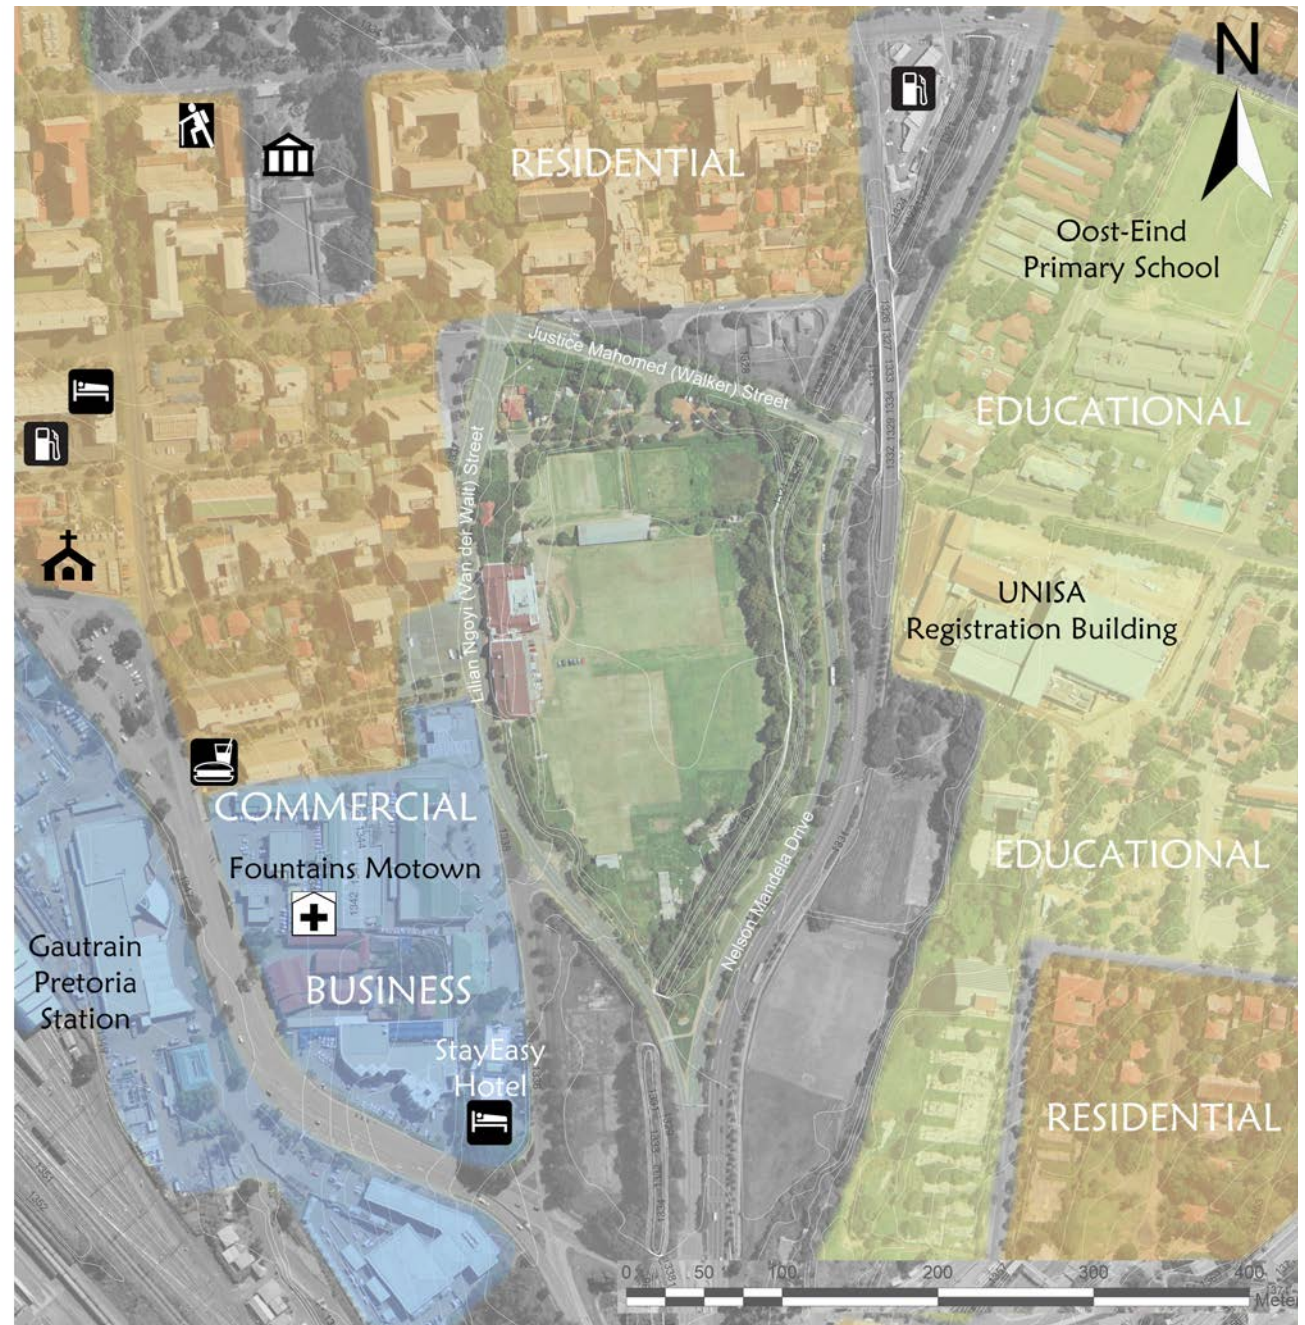 N
RESIDENTIAL
Oost-Eind
Primary School
Justice Mahomed (Walker) Street
EDUCATIONAL
Lilian Ngoyi (Van der Walt) Street
UNISA
Registration Building
COMMERCIAL
Fountains Motown
Nelson Mandela Drive
EDUCATIONAL
Gautrain
Pretoria
Station
BUSINESS
StayEasy
Hotel
RESIDENTIAL
0 50 100 200 300 400